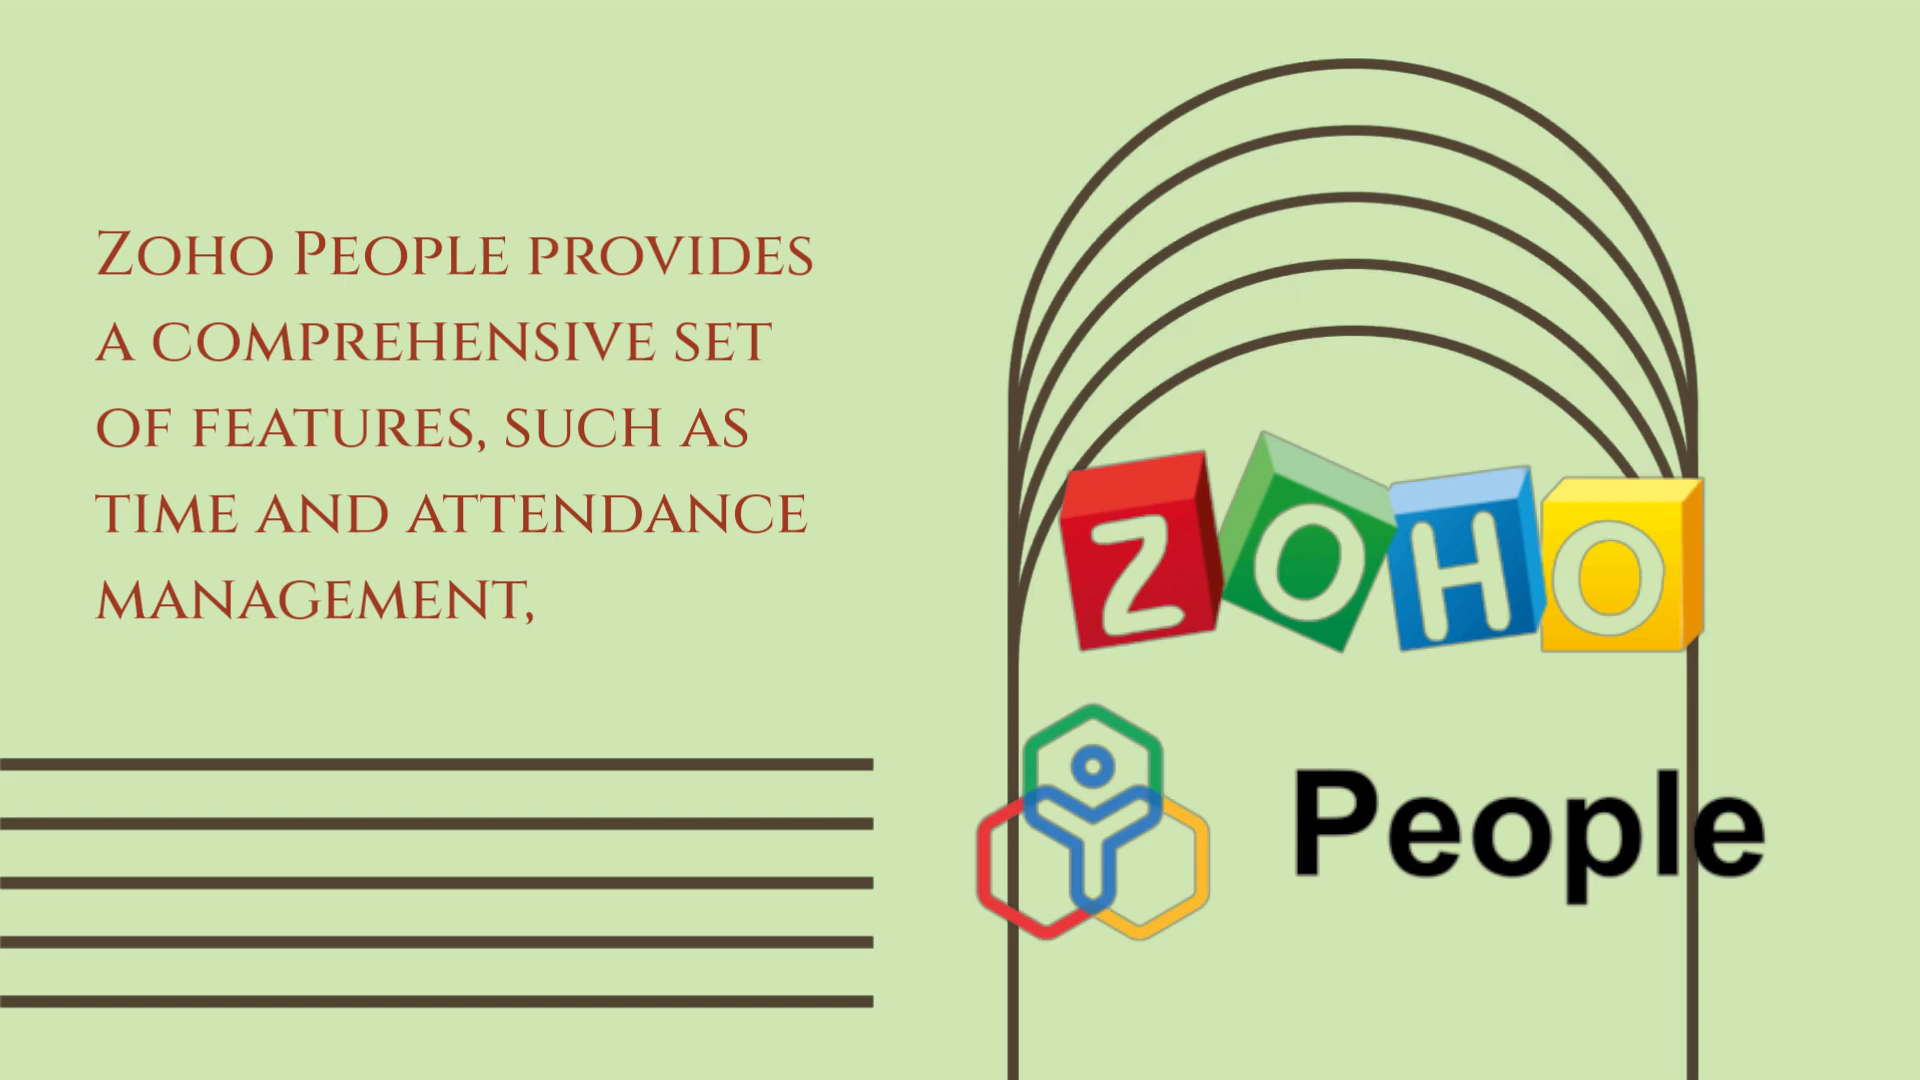 Zoho People provides
a comprehensive set
of features, such as
time and attendance
management,
ZOHO
People